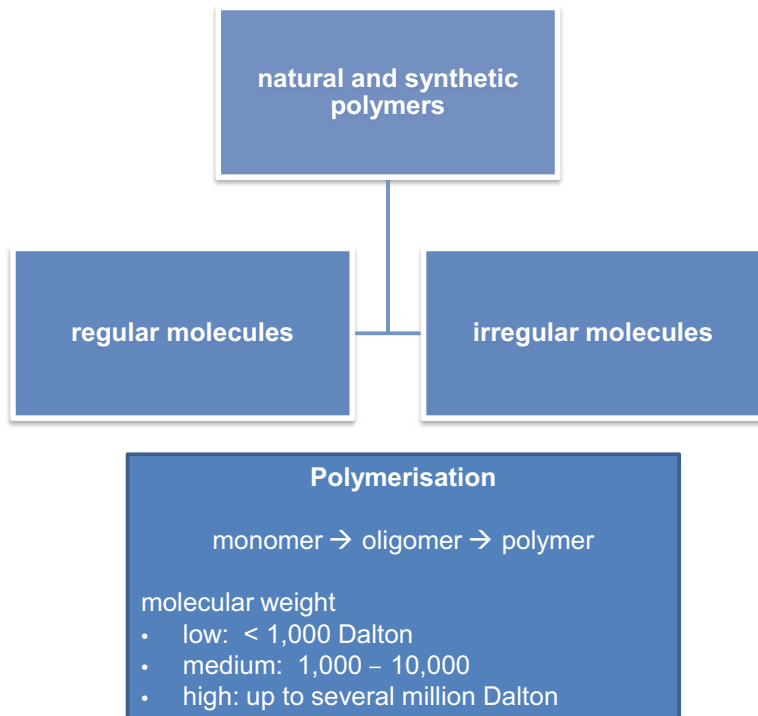 natural and synthetic
polymers
regular molecules
irregular molecules
Polymerisation
monomer → oligomer → polymer
molecular weight
• low: < 1,000 Dalton
• medium: 1,000 – 10,000
• high: up to several million Dalton